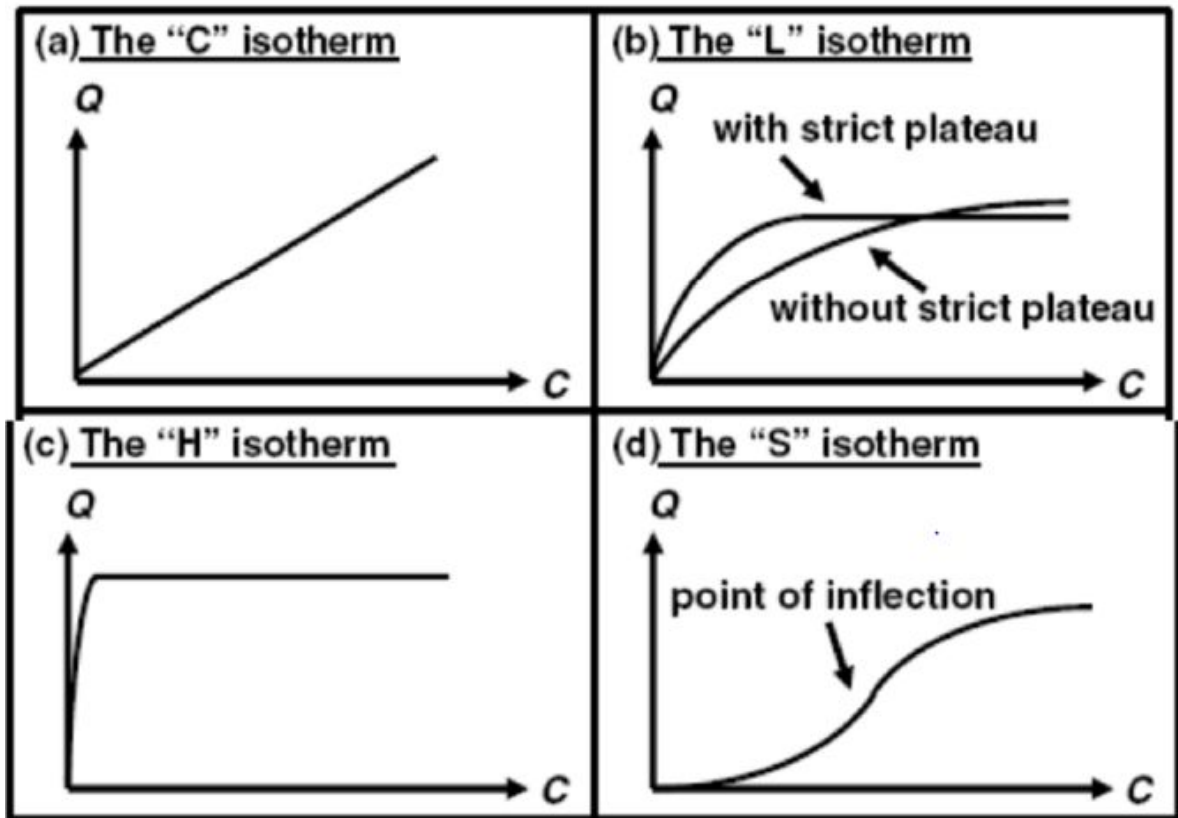 (a) The “C” isotherm
Q
C
(b) The “L” isotherm
Q
with strict plateau
without strict plateau
C
(c) The “H” isotherm
Q
C
(d) The “S” isotherm
Q
point of inflection
C